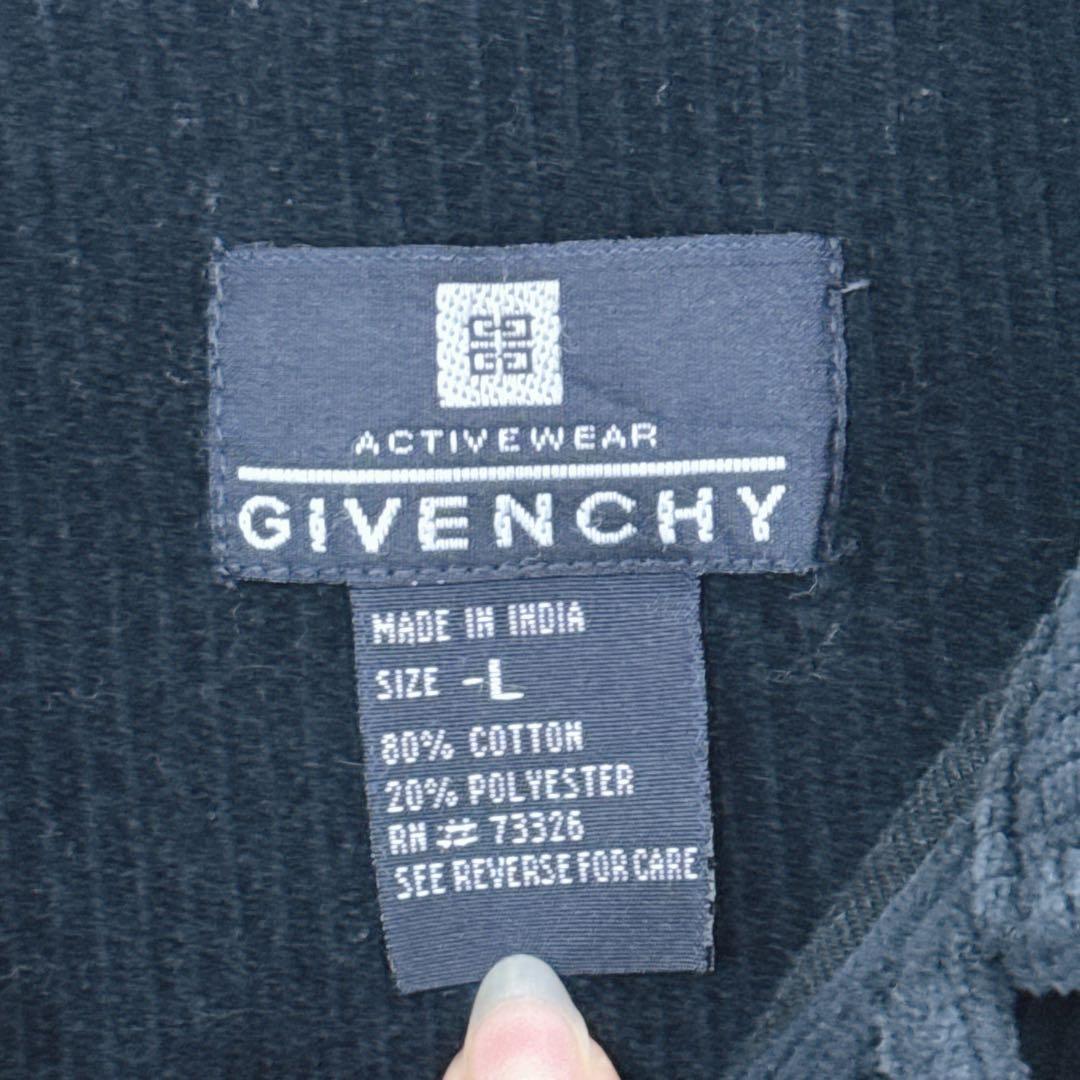 ACTIVEWEAR
GIVENCHY
MADE IN INDIA
SIZE -L
80% COTTON
20% POLYESTER
RN # 73326
SEE REVERSE FOR CARE